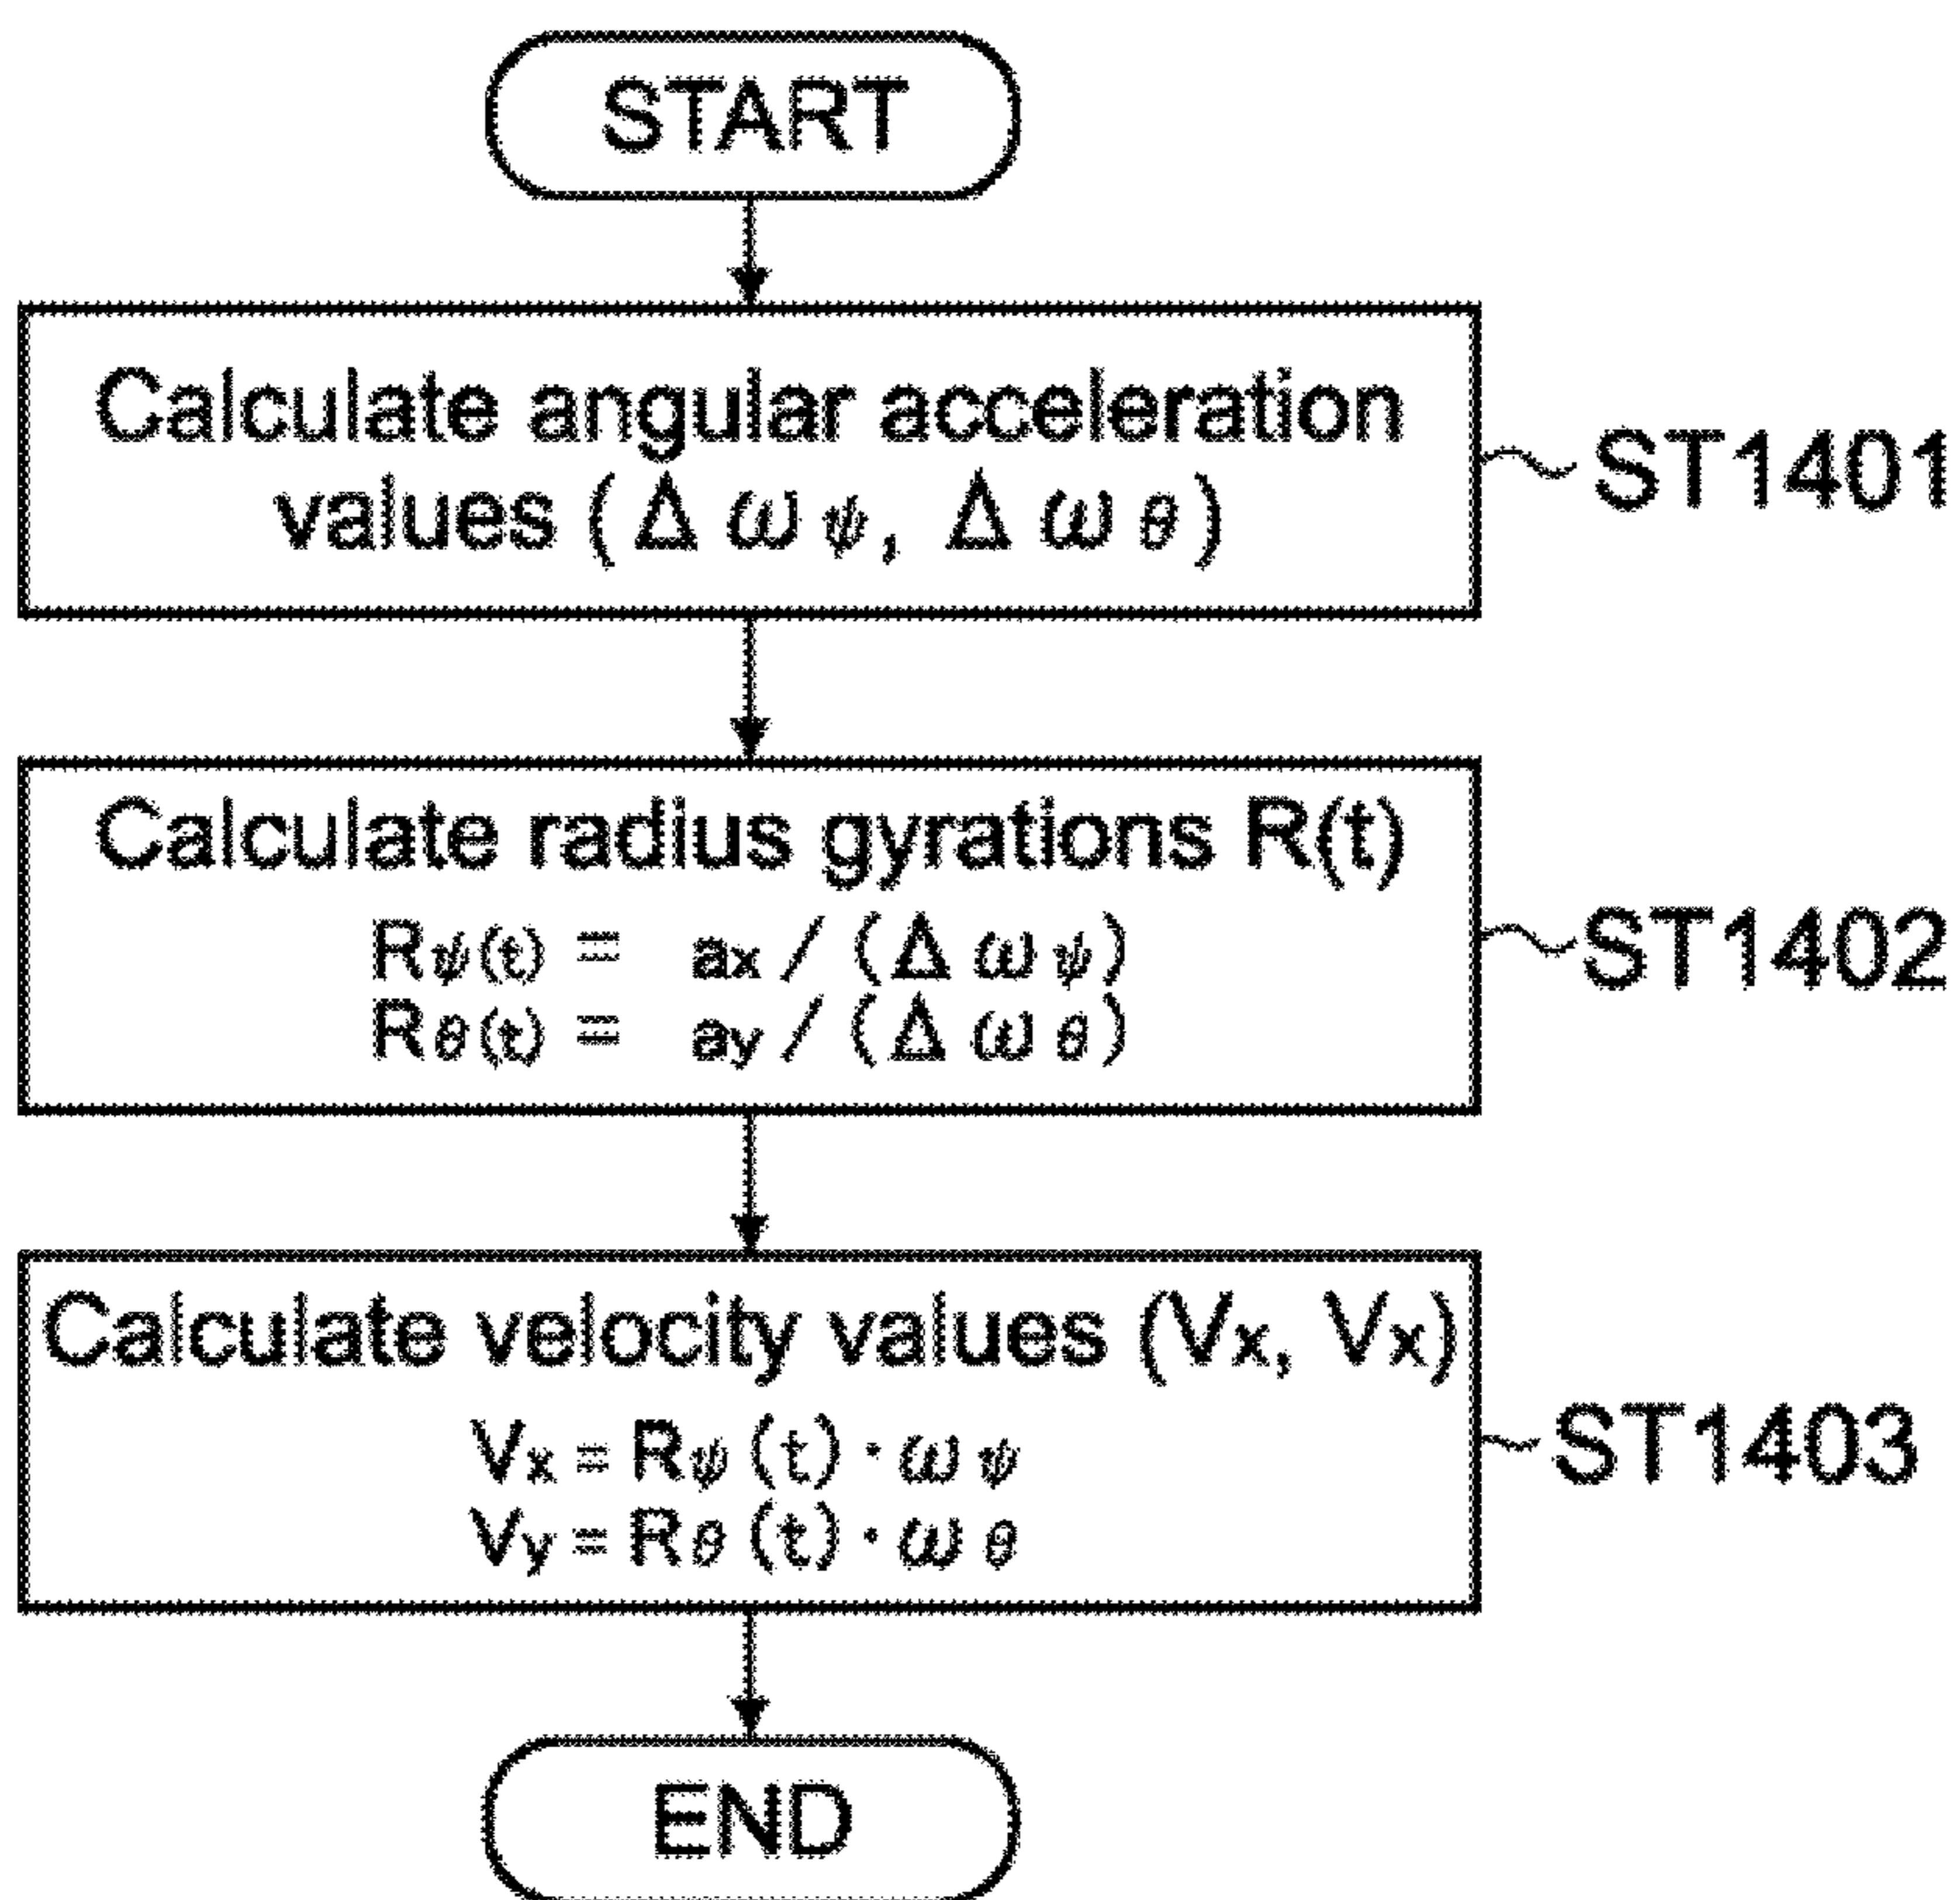 START
Calculate angular acceleration
values (Δωψ, Δωθ)
ST1401
Calculate radius gyrations R(t)
Rψ(t) = ax / (Δωψ)
Rθ(t) = ay / (Δωθ)
ST1402
Calculate velocity values (Vx, Vx)
Vx = Rψ(t)・ωψ
Vy = Rθ(t)・ωθ
ST1403
END